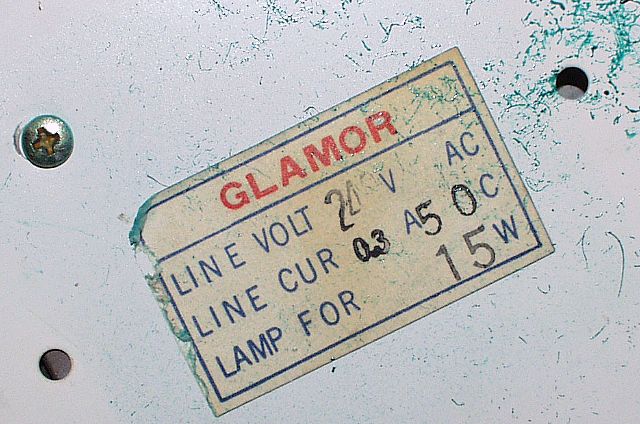 GLAMOR
LINE VOLT V AC
LINE CUR 0.3 A 50 C
LAMP FOR 15 W